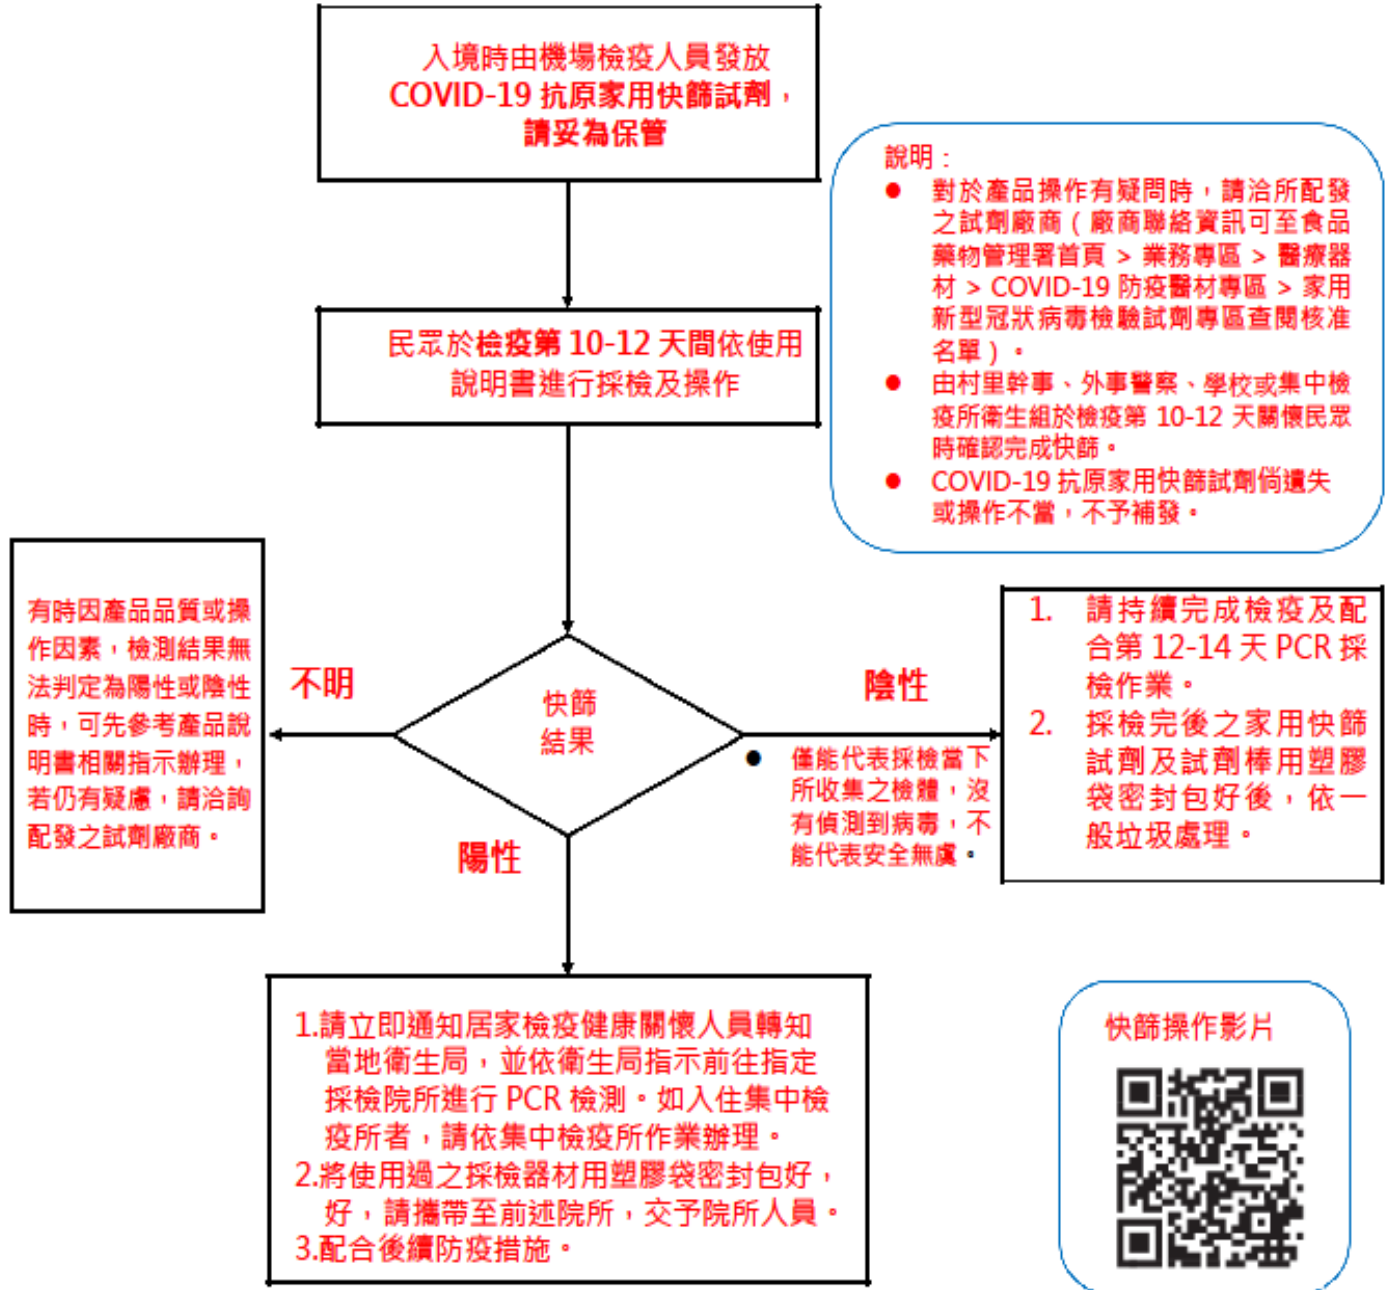 入境時由機場檢疫人員發放
COVID-19 抗原家用快篩試劑，
請妥為保管
說明：
● 對於產品操作有疑問時，請洽所配發
之試劑廠商（廠商聯絡資訊可至食品
藥物管理署首頁 > 業務專區 > 醫療器
材 > COVID-19 防疫醫材專區 > 家用
新型冠狀病毒檢驗試劑專區查閱核准
名單）。
● 由村里幹事、外事警察、學校或集中檢
疫所衛生組於檢疫第 10-12 天關懷民眾
時確認完成快篩。
● COVID-19 抗原家用快篩試劑倘遺失
或操作不當，不予補發。
民眾於檢疫第 10-12 天間依使用
說明書進行採檢及操作
有時因產品品質或操
作因素，檢測結果無
法判定為陽性或陰性
時，可先參考產品說
明書相關指示辦理，
若仍有疑慮，請洽詢
配發之試劑廠商。
不明
快篩
結果
陰性
● 僅能代表採檢當下
所收集之檢體，沒
有偵測到病毒，不
能代表安全無虞。
1. 請持續完成檢疫及配
合第 12-14 天 PCR 採
檢作業。
2. 採檢完後之家用快篩
試劑及試劑棒用塑膠
袋密封包好後，依一
般垃圾處理。
陽性
1.請立即通知居家檢疫健康關懷人員轉知
當地衛生局，並依衛生局指示前往指定
採檢院所進行 PCR 檢測。如入住集中檢
疫所者，請依集中檢疫所作業辦理。
2.將使用過之採檢器材用塑膠袋密封包好，
好，請攜帶至前述院所，交予院所人員。
3.配合後續防疫措施。
快篩操作影片